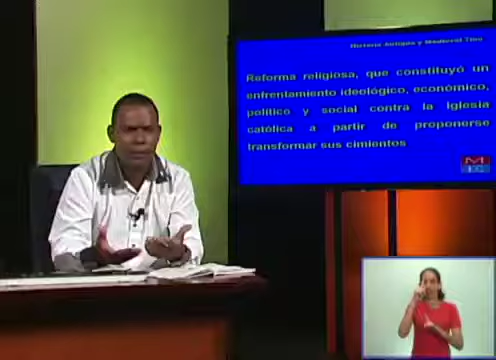 Historia Antigua y Medieval Tino
Reforma religiosa, que constituyó un
enfrentamiento ideológico, económico,
político y social contra la Iglesia
católica a partir de proponerse
transformar sus cimientos
M